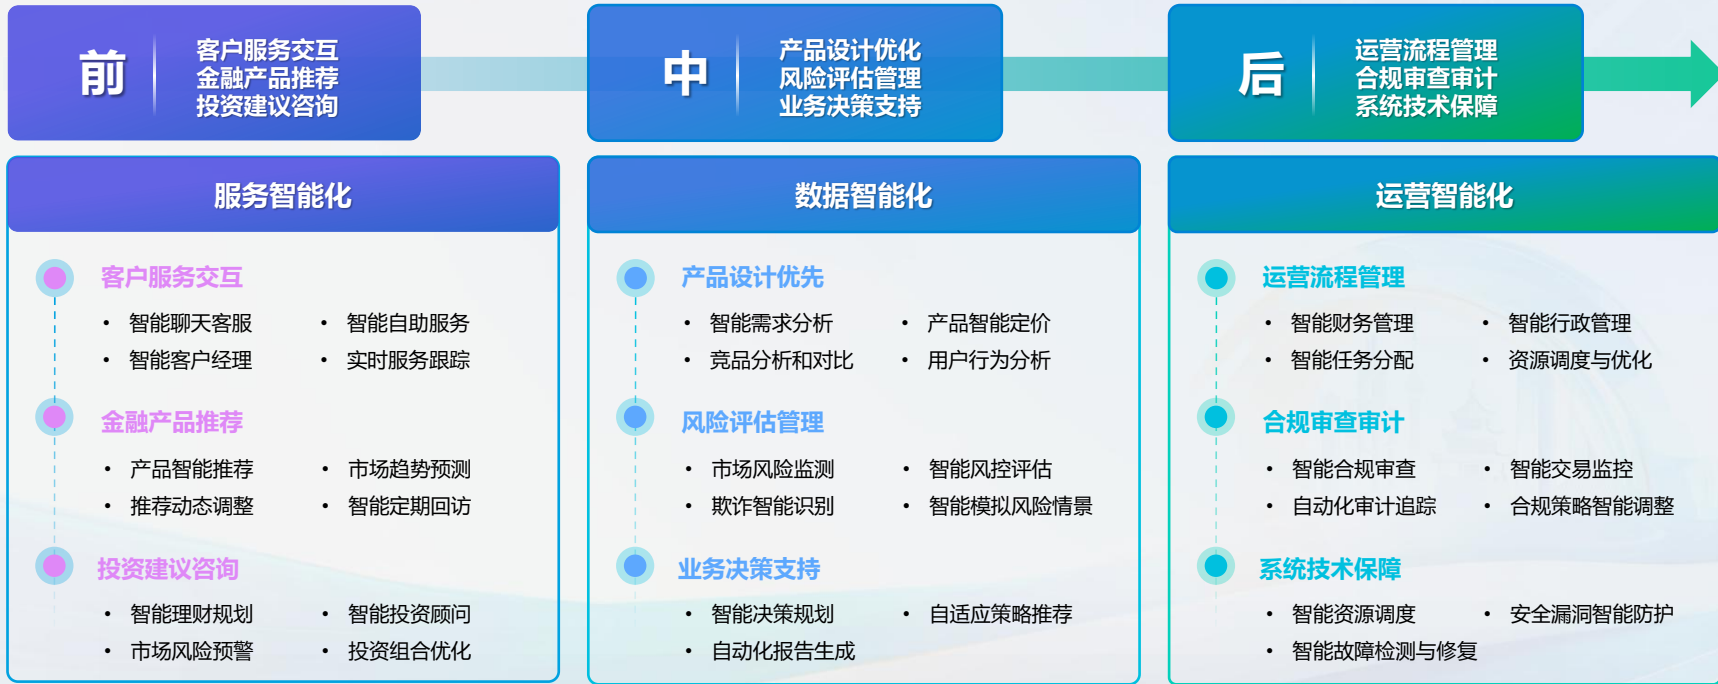 前
客户服务交互
金融产品推荐
投资建议咨询
中
产品设计优化
风险评估管理
业务决策支持
后
运营流程管理
合规审查审计
系统技术保障
服务智能化
客户服务交互
• 智能聊天客服 • 智能自助服务
• 智能客户经理 • 实时服务跟踪
金融产品推荐
• 产品智能推荐 • 市场趋势预测
• 推荐动态调整 • 智能定期回访
投资建议咨询
• 智能理财规划 • 智能投资顾问
• 市场风险预警 • 投资组合优化
数据智能化
产品设计优先
• 智能需求分析 • 产品智能定价
• 竞品分析和对比 • 用户行为分析
风险评估管理
• 市场风险监测 • 智能风控评估
• 欺诈智能识别 • 智能模拟风险情景
业务决策支持
• 智能决策规划 • 自适应策略推荐
• 自动化报告生成
运营智能化
运营流程管理
• 智能财务管理 • 智能行政管理
• 智能任务分配 • 资源调度与优化
合规审查审计
• 智能合规审查 • 智能交易监控
• 自动化审计追踪 • 合规策略智能调整
系统技术保障
• 智能资源调度 • 安全漏洞智能防护
• 智能故障检测与修复